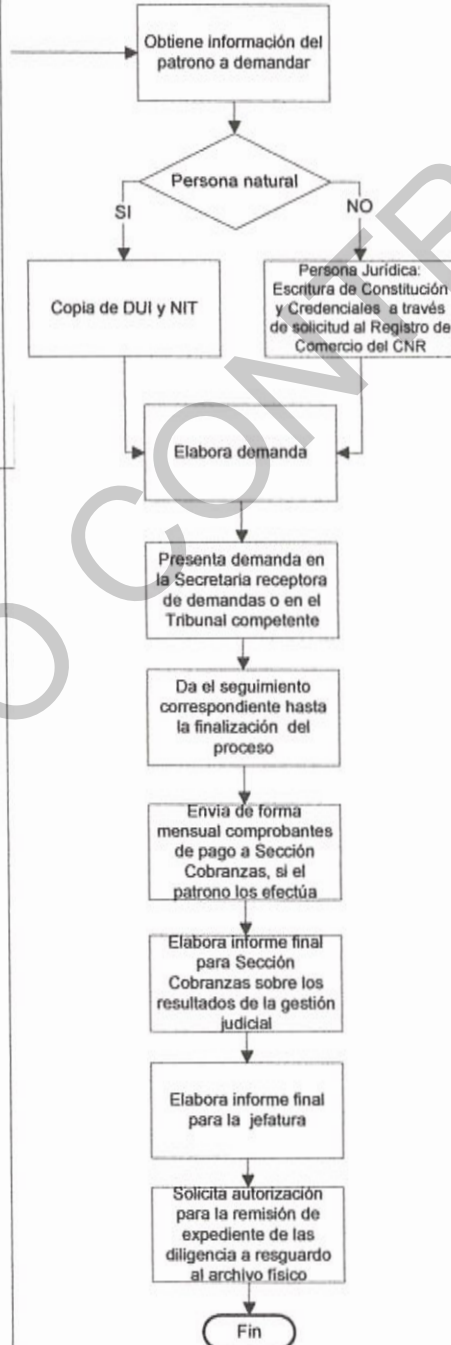 Obtiene información del
patrono a demandar
Persona natural
SI
NO
Copia de DUI y NIT
Persona Jurídica:
Escritura de Constitución
y Credenciales a través
de solicitud al Registro de
Comercio del CNR
Elabora demanda
Presenta demanda en
la Secretaria receptora
de demandas o en el
Tribunal competente
Da el seguimiento
correspondiente hasta
la finalización del
proceso
Envia de forma
mensual comprobantes
de pago a Sección
Cobranzas, si el
patrono los efectúa
Elabora informe final
para Sección
Cobranzas sobre los
resultados de la gestión
judicial
Elabora informe final
para la jefatura
Solicita autorización
para la remisión de
expediente de las
diligencia a resguardo
al archivo físico
Fin